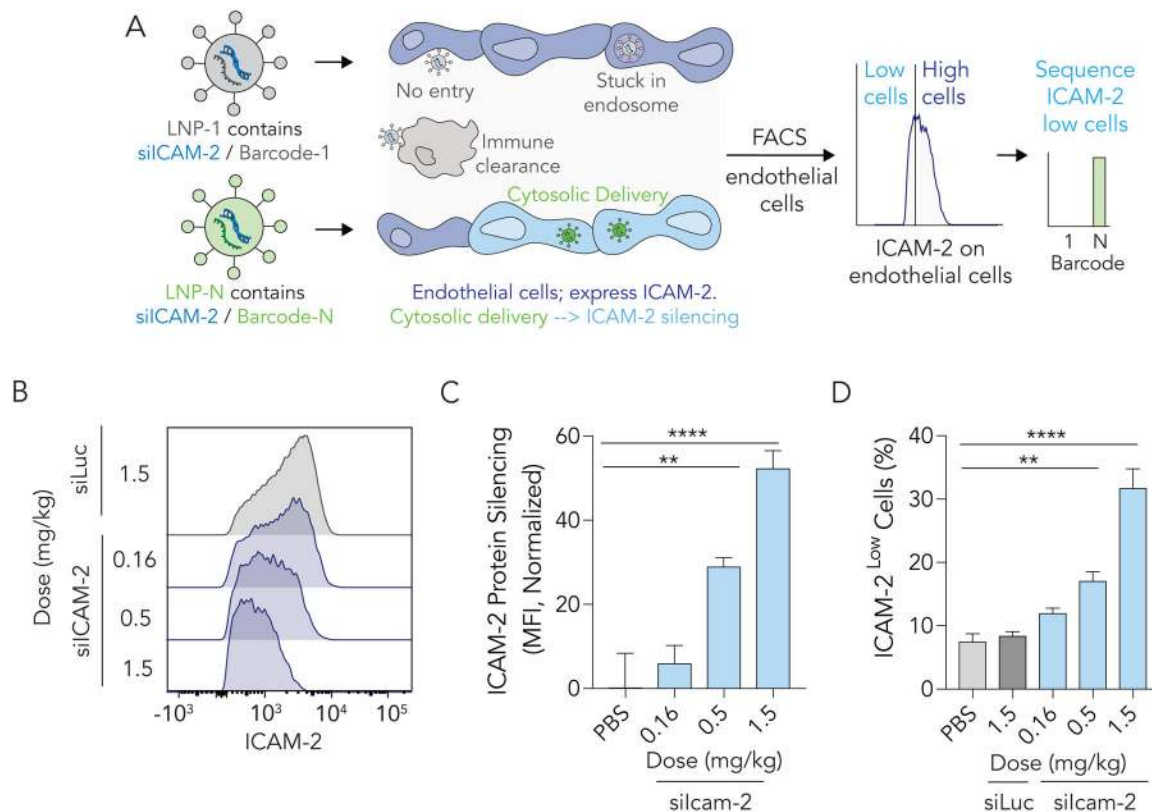 A
LNP-1 contains
siICAM-2 / Barcode-1
LNP-N contains
siICAM-2 / Barcode-N
No entry
Stuck in
endosome
Immune
clearance
Cytosolic Delivery
Endothelial cells; express ICAM-2.
Cytosolic delivery --> ICAM-2 silencing
FACS
endothelial
cells
Low
cells
High
cells
ICAM-2 on
endothelial cells
Sequence
ICAM-2
low cells
1 N
Barcode
B
Dose (mg/kg)
siLuc
siICAM-2
1.5
0.16
0.5
1.5
-10³ 10³ 10⁴ 10⁵
ICAM-2
C
ICAM-2 Protein Silencing
(MFI, Normalized)
60
40
20
0
****
**
PBS 0.16 0.5 1.5
Dose (mg/kg)
siIcam-2
D
ICAM-2 Low Cells (%)
40
30
20
10
0
****
**
PBS 1.5 0.16 0.5 1.5
Dose (mg/kg)
siLuc siIcam-2